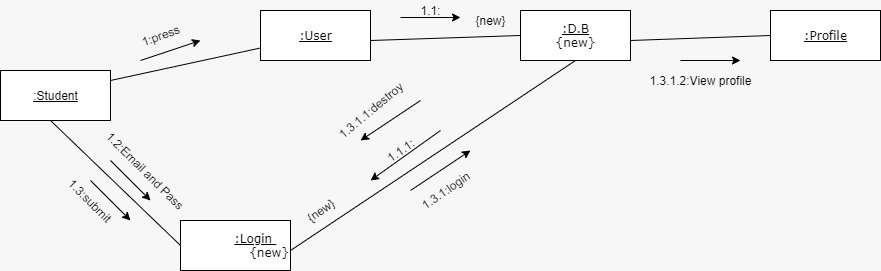 1.1:
{new}
:User
:D.B
{new}
:Profile
1:press
1.3.1.2:View profile
:Student
1.3.1.1:destroy
1.1.1:
1.2:Email and Pass
1.3.1:login
1.3:submit
{new}
:Login
{new}